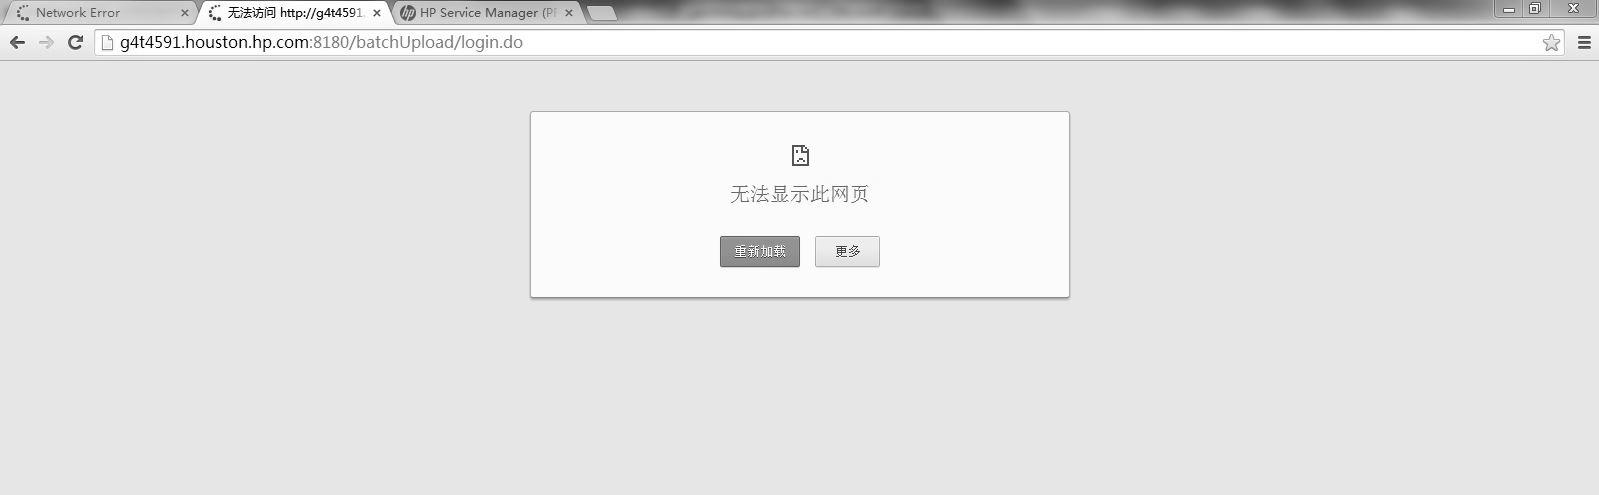 Network Error
无法访问 http://g4t4591.
HP Service Manager (P
g4t4591.houston.hp.com:8180/batchUpload/login.do
无法显示此网页
重新加载 更多